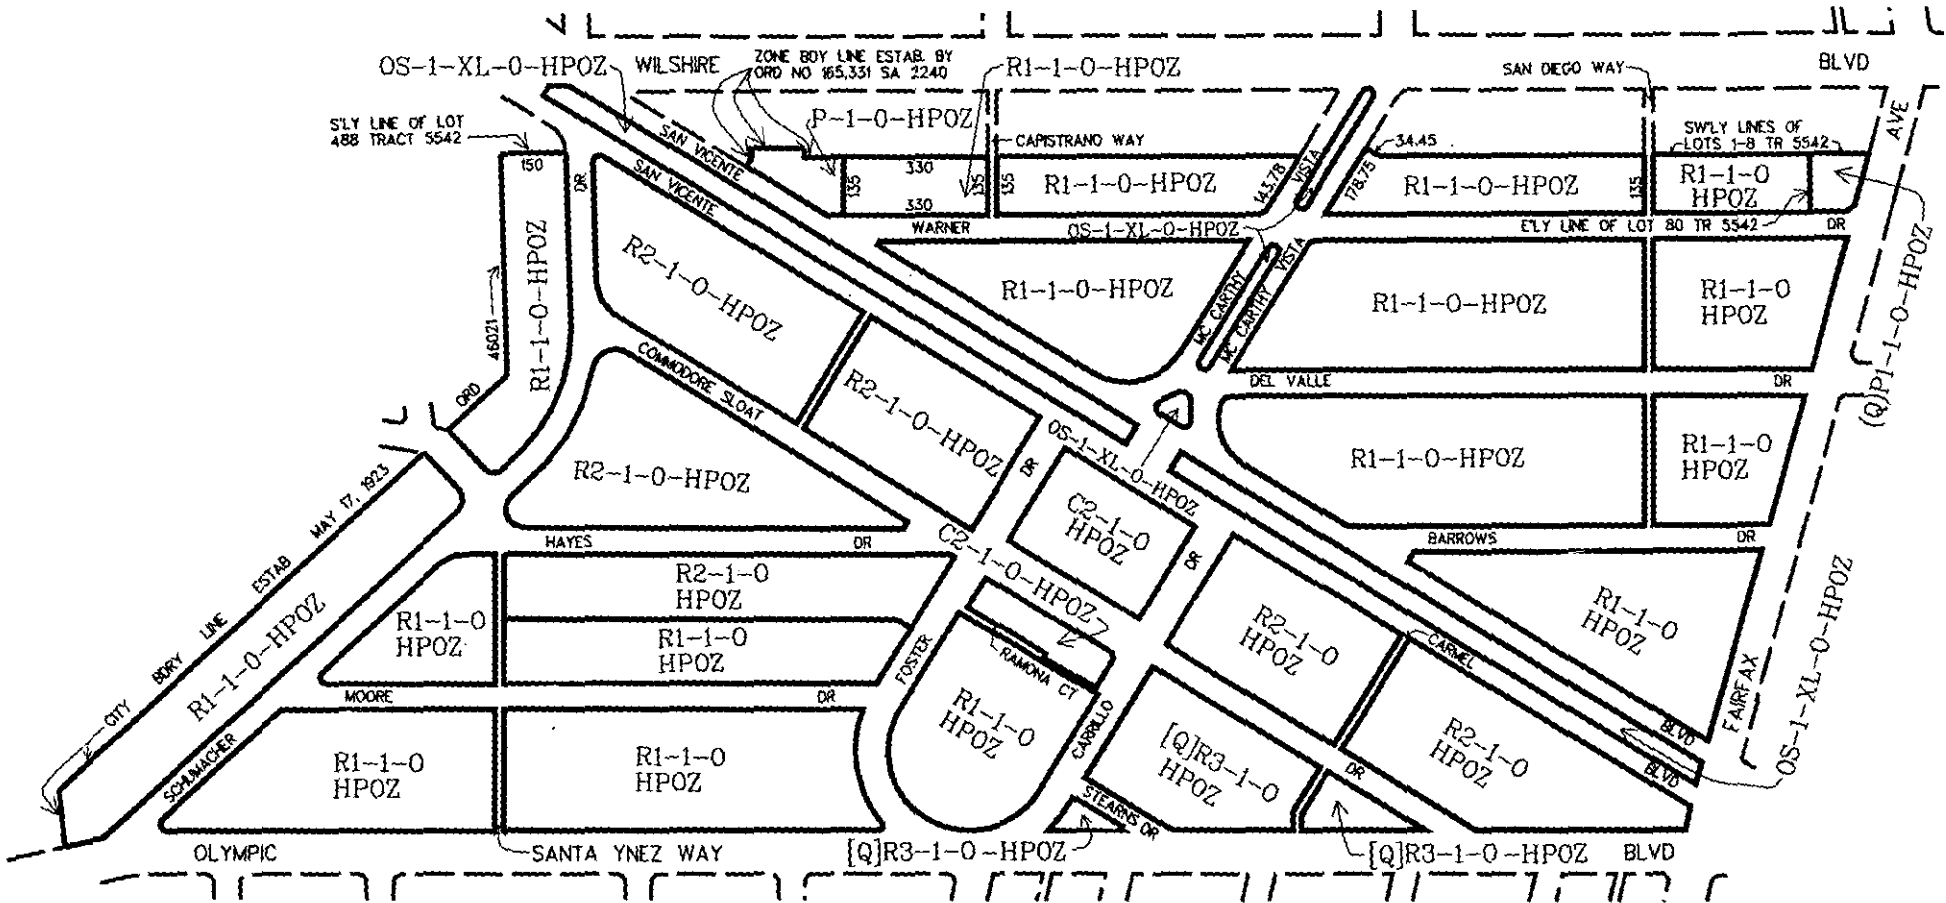 OS-1-XL-O-HPOZ
WILSHIRE
ZONE BDY LINE ESTAB. BY
ORD NO 165,331 SA 2240
R1-1-O-HPOZ
SAN DIEGO WAY
BLVD
AVE
S'LY LINE OF LOT
488 TRACT 5542
150
SAN VICENTE
SAN VICENTE
P-1-O-HPOZ
CAPISTRANO WAY
34.45
SW'LY LINES OF
LOTS 1-8 TR 5542
330
135
135
135
330
R1-1-O-HPOZ
143.78
VISTA
178.75
R1-1-O-HPOZ
135
R1-1-O
HPOZ
DR
WARNER
OS-1-XL-O-HPOZ
E'LY LINE OF LOT 80 TR 5542
DR
(Q)P1-1-O-HPOZ
R1-1-O-HPOZ
46021
ORD
R2-1-O-HPOZ
R1-1-O-HPOZ
MC CARTHY
MC CARTHY
VISTA
R1-1-O-HPOZ
R1-1-O
HPOZ
COMMODORE SLOAT
R2-1-O-HPOZ
DEL VALLE
DR
OS-1-XL-O-HPOZ
DR
R1-1-O-HPOZ
R1-1-O
HPOZ
R2-1-O-HPOZ
CITY BDRY LINE ESTAB MAY 17, 1923
R1-1-O-HPOZ
C2-1-O
HPOZ
DR
HAYES
DR
C2-1-O-HPOZ
BARROWS
DR
R2-1-O
HPOZ
R1-1-O
HPOZ
R1-1-O
HPOZ
FOSTER
RAMONA CT
R2-1-O
HPOZ
CARMEL
R1-1-O
HPOZ
OS-1-XL-O-HPOZ
FAIRFAX
MOORE
DR
SCHUMACHER
R1-1-O
HPOZ
R1-1-O
HPOZ
R1-1-O
HPOZ
CARRILLO
[Q]R3-1-O
HPOZ
DR
R2-1-O
HPOZ
BLVD
BLVD
STEARNS DR
OLYMPIC
SANTA YNEZ WAY
[Q]R3-1-O-HPOZ
[Q]R3-1-O-HPOZ
BLVD